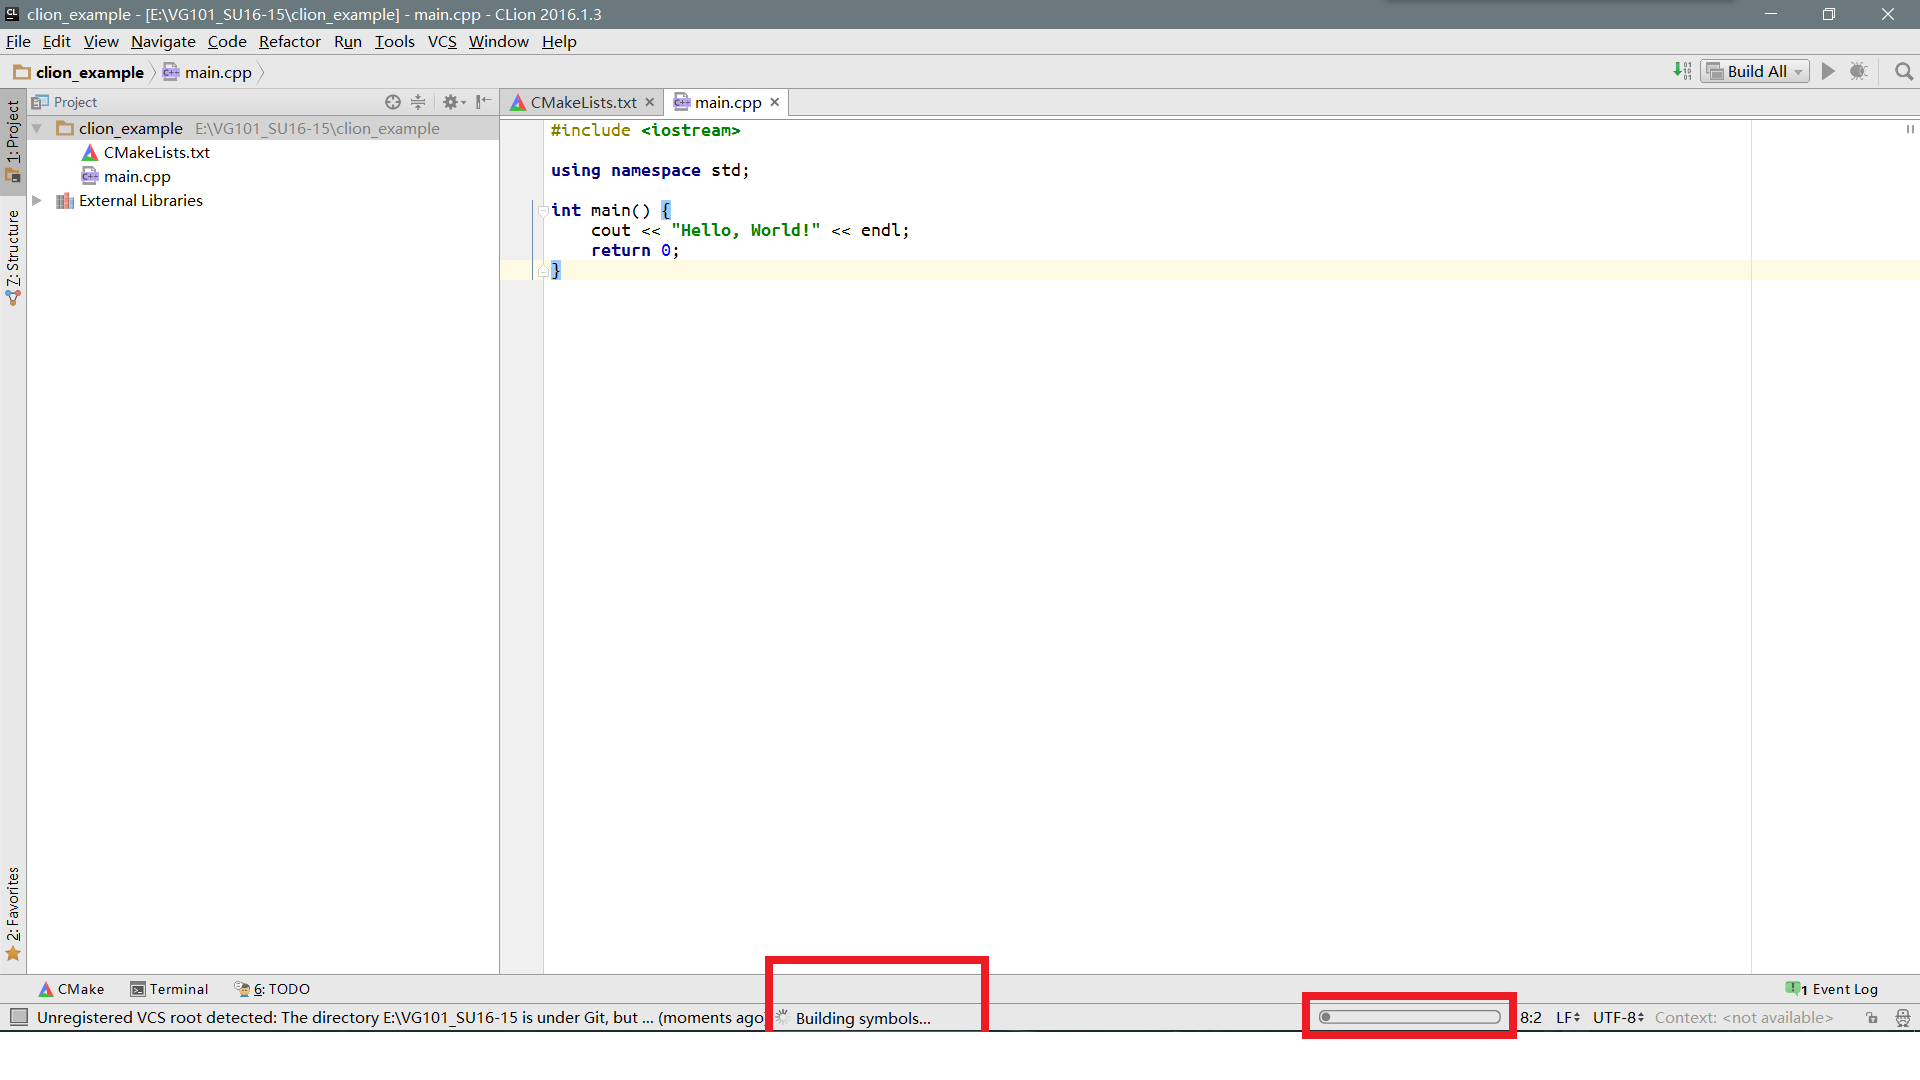 CL clion_example - [E:\VG101_SU16-15\clion_example] - main.cpp - CLion 2016.1.3
File Edit View Navigate Code Refactor Run Tools VCS Window Help
clion_example main.cpp Build All
1: Project
Project
CMakeLists.txt main.cpp
clion_example E:\VG101_SU16-15\clion_example
CMakeLists.txt
main.cpp
External Libraries
7: Structure
2: Favorites
#include <iostream>
using namespace std;
int main() {
cout << "Hello, World!" << endl;
return 0;
}
CMake Terminal 6: TODO 1 Event Log
Unregistered VCS root detected: The directory E:\VG101_SU16-15 is under Git, but ... (moments ago) Building symbols... 8:2 LF UTF-8 Context: <not available>